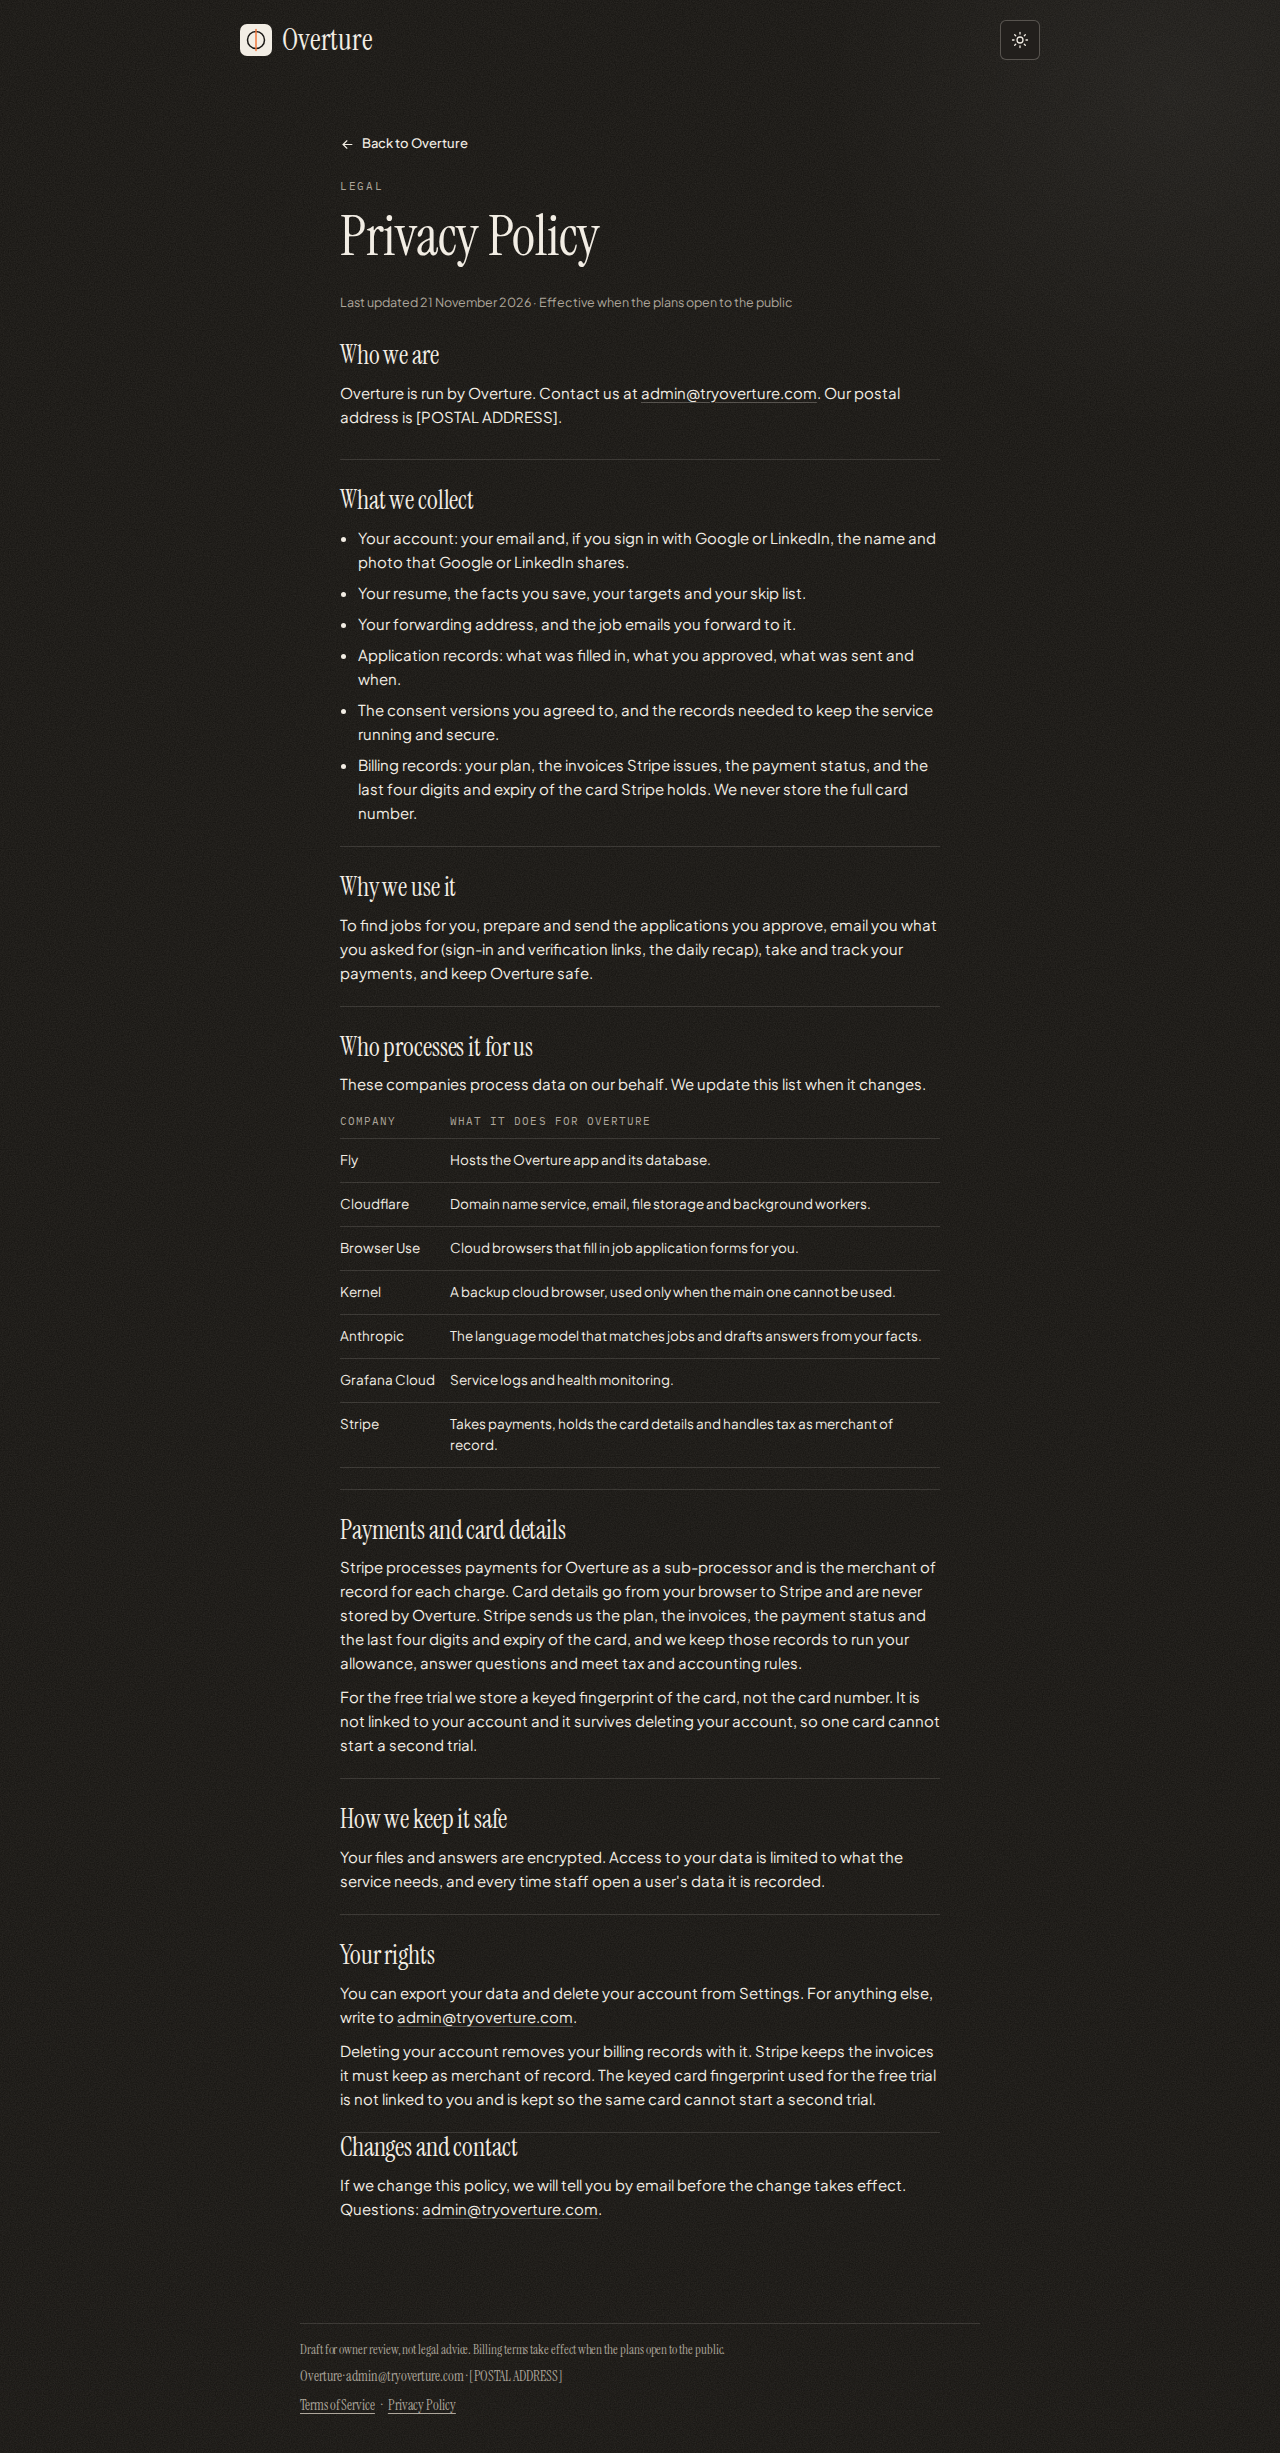 Overture
Back to Overture
LEGAL
Privacy Policy
Last updated 21 November 2026 · Effective when the plans open to the public
Who we are
Overture is run by Overture. Contact us at admin@tryoverture.com. Our postal
address is [POSTAL ADDRESS].
What we collect
• Your account: your email and, if you sign in with Google or LinkedIn, the name and
photo that Google or LinkedIn shares.
• Your resume, the facts you save, your targets and your skip list.
• Your forwarding address, and the job emails you forward to it.
• Application records: what was filled in, what you approved, what was sent and
when.
• The consent versions you agreed to, and the records needed to keep the service
running and secure.
• Billing records: your plan, the invoices Stripe issues, the payment status, and the
last four digits and expiry of the card Stripe holds. We never store the full card
number.
Why we use it
To find jobs for you, prepare and send the applications you approve, email you what
you asked for (sign-in and verification links, the daily recap), take and track your
payments, and keep Overture safe.
Who processes it for us
These companies process data on our behalf. We update this list when it changes.
COMPANY WHAT IT DOES FOR OVERTURE
Fly Hosts the Overture app and its database.
Cloudflare Domain name service, email, file storage and background workers.
Browser Use Cloud browsers that fill in job application forms for you.
Kernel A backup cloud browser, used only when the main one cannot be used.
Anthropic The language model that matches jobs and drafts answers from your facts.
Grafana Cloud Service logs and health monitoring.
Stripe Takes payments, holds the card details and handles tax as merchant of
record.
Payments and card details
Stripe processes payments for Overture as a sub-processor and is the merchant of
record for each charge. Card details go from your browser to Stripe and are never
stored by Overture. Stripe sends us the plan, the invoices, the payment status and
the last four digits and expiry of the card, and we keep those records to run your
allowance, answer questions and meet tax and accounting rules.
For the free trial we store a keyed fingerprint of the card, not the card number. It is
not linked to your account and it survives deleting your account, so one card cannot
start a second trial.
How we keep it safe
Your files and answers are encrypted. Access to your data is limited to what the
service needs, and every time staff open a user's data it is recorded.
Your rights
You can export your data and delete your account from Settings. For anything else,
write to admin@tryoverture.com.
Deleting your account removes your billing records with it. Stripe keeps the invoices
it must keep as merchant of record. The keyed card fingerprint used for the free trial
is not linked to you and is kept so the same card cannot start a second trial.
Changes and contact
If we change this policy, we will tell you by email before the change takes effect.
Questions: admin@tryoverture.com.
Draft for owner review, not legal advice. Billing terms take effect when the plans open to the public.
Overture · admin@tryoverture.com · [POSTAL ADDRESS]
Terms of Service · Privacy Policy